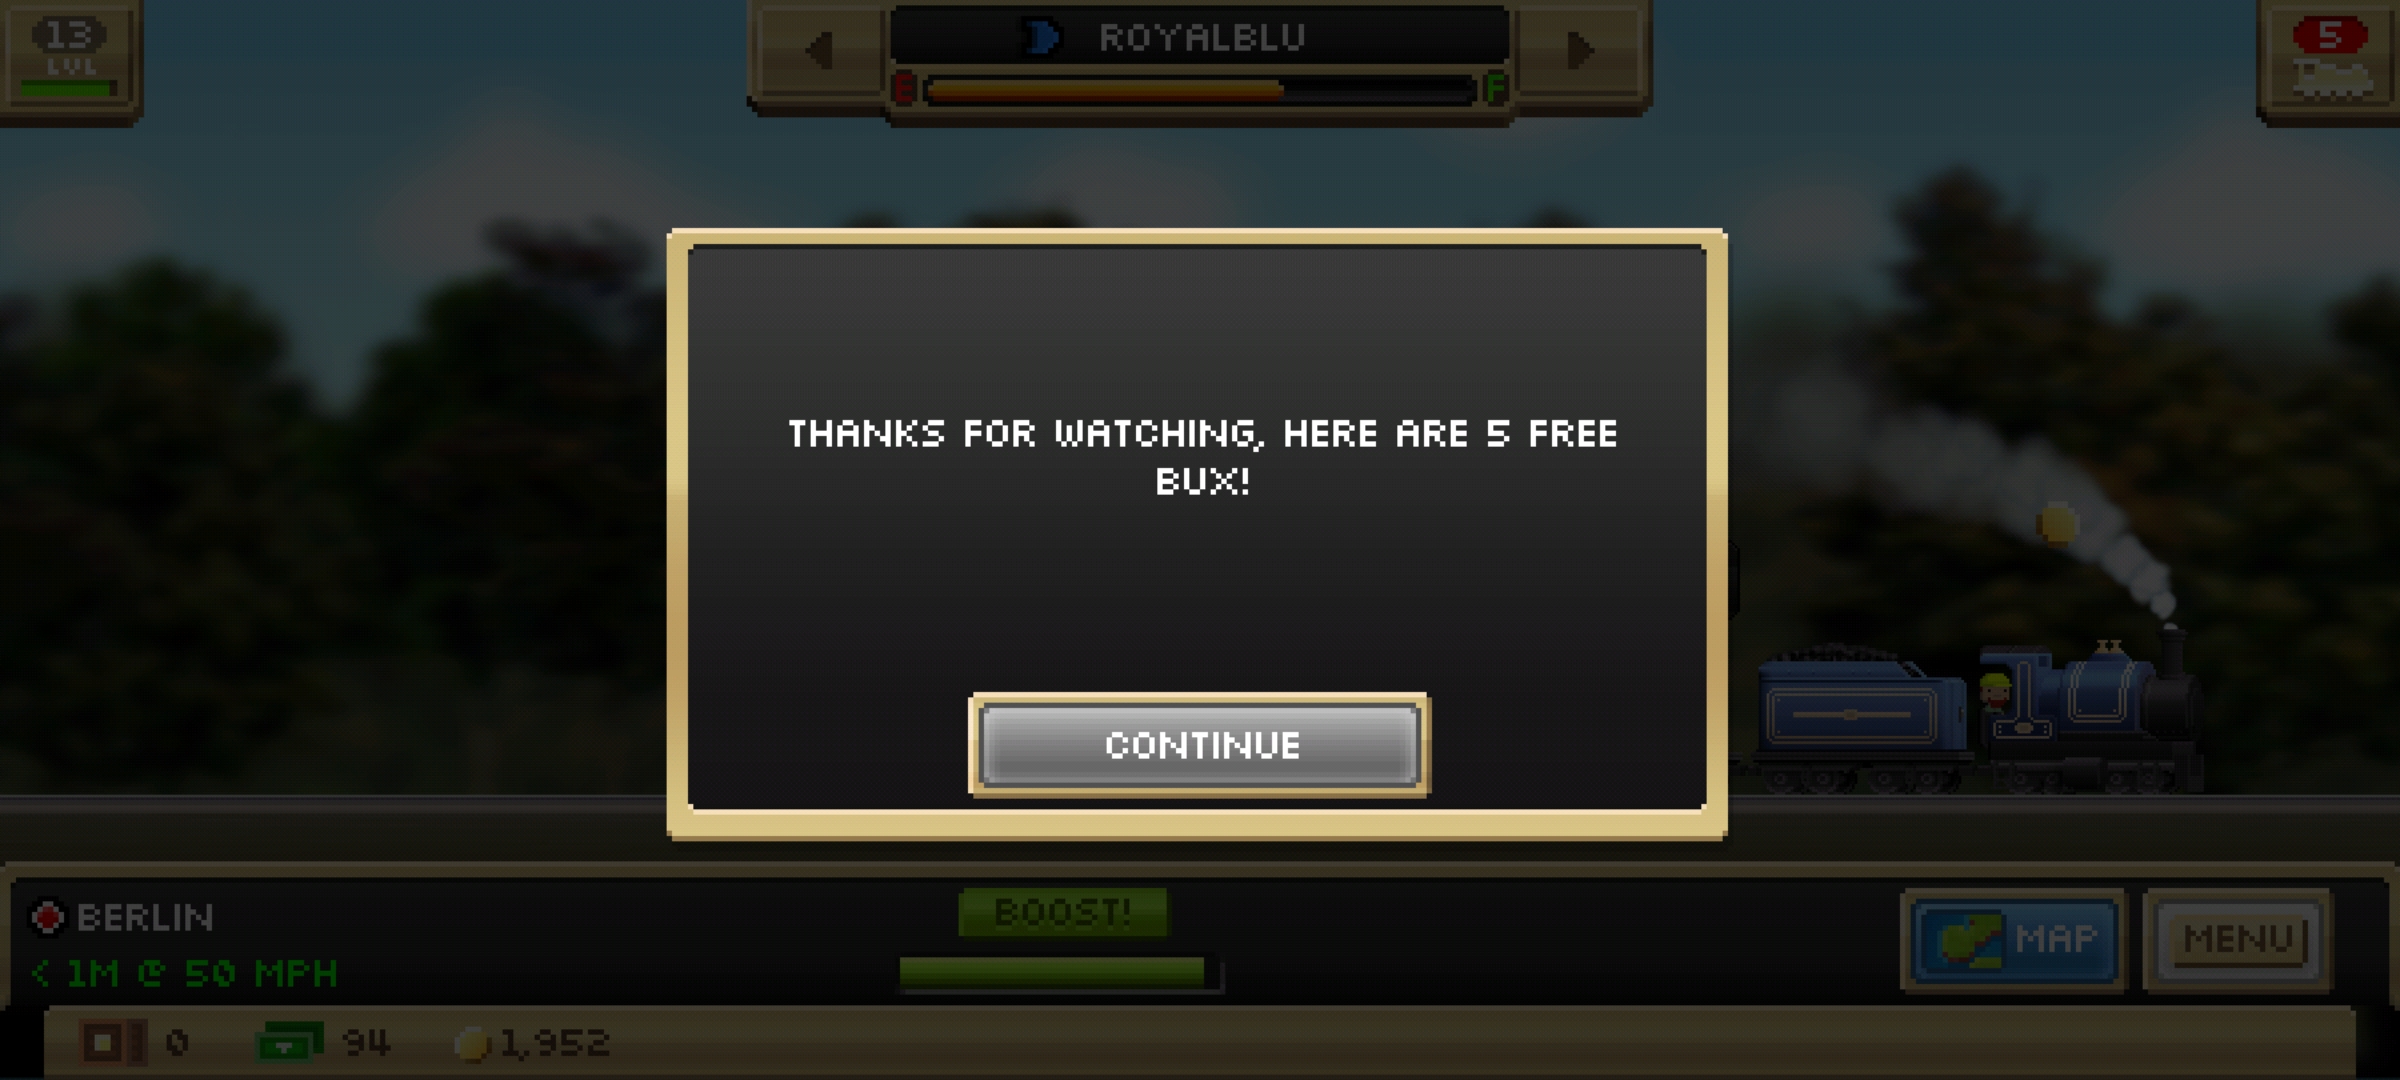 13
LVL
ROYALBLU
E F
5
THANKS FOR WATCHING, HERE ARE 5 FREE
BUX!
CONTINUE
BERLIN
< 1M @ 50 MPH
BOOST!
MAP
MENU
0 94 1,952